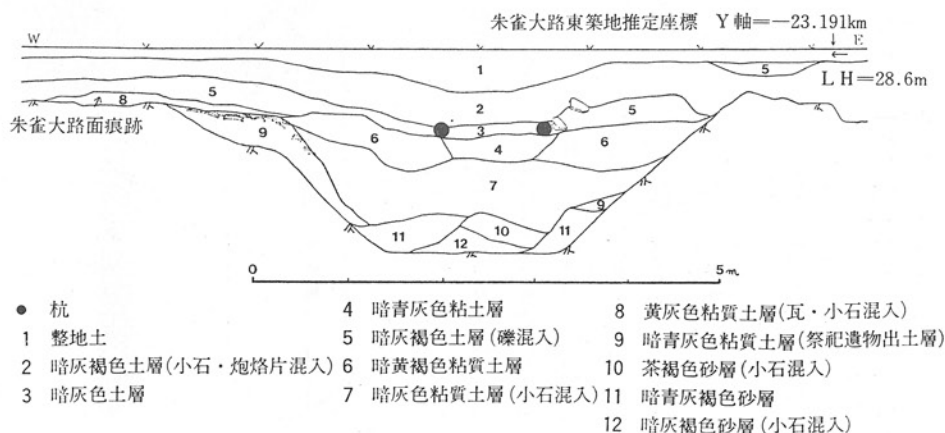 朱雀大路東築地推定座標 Y軸=−23.191km
W E
1 5
LH=28.6m
5 2 5
8
朱雀大路面痕跡
3
9 6 4 6
7
9
11 10 11
12
0 5m.
● 杭
1 整地土
2 暗灰褐色土層(小石・炮烙片混入)
3 暗灰色土層
4 暗青灰色粘土層
5 暗灰褐色土層(礫混入)
6 暗黄褐色粘質土層
7 暗灰色粘質土層(小石混入)
8 黄灰色粘質土層(瓦・小石混入)
9 暗青灰色粘質土層(祭祀遺物出土層)
10 茶褐色砂層(小石混入)
11 暗青灰褐色砂層
12 暗灰褐色砂層(小石混入)